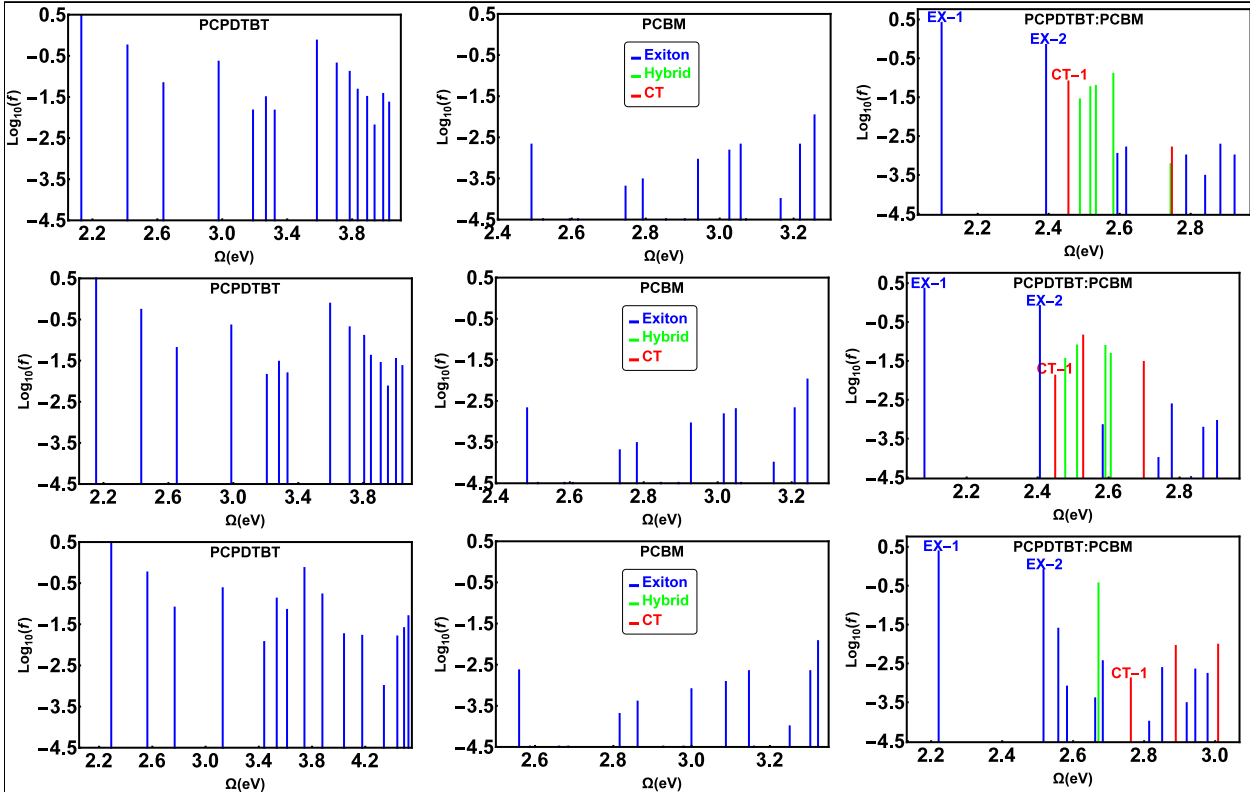 PCPDTBT
0.5
−0.5
−1.5
−2.5
−3.5
−4.5
Log10(f)
2.2 2.6 3.0 3.4 3.8
Ω(eV)
PCBM
Exiton
Hybrid
CT
0.5
−0.5
−1.5
−2.5
−3.5
−4.5
Log10(f)
2.4 2.6 2.8 3.0 3.2
Ω(eV)
PCPDTBT:PCBM
EX−1
EX−2
CT−1
0.5
−0.5
−1.5
−2.5
−3.5
−4.5
Log10(f)
2.2 2.4 2.6 2.8
Ω(eV)
PCPDTBT
0.5
−0.5
−1.5
−2.5
−3.5
−4.5
Log10(f)
2.2 2.6 3.0 3.4 3.8
Ω(eV)
PCBM
Exiton
Hybrid
CT
0.5
−0.5
−1.5
−2.5
−3.5
−4.5
Log10(f)
2.4 2.6 2.8 3.0 3.2
Ω(eV)
PCPDTBT:PCBM
EX−1
EX−2
CT−1
0.5
−0.5
−1.5
−2.5
−3.5
−4.5
Log10(f)
2.2 2.4 2.6 2.8
Ω(eV)
PCPDTBT
0.5
−0.5
−1.5
−2.5
−3.5
−4.5
Log10(f)
2.2 2.6 3.0 3.4 3.8 4.2
Ω(eV)
PCBM
Exiton
Hybrid
CT
0.5
−0.5
−1.5
−2.5
−3.5
−4.5
Log10(f)
2.6 2.8 3.0 3.2
Ω(eV)
PCPDTBT:PCBM
EX−1
EX−2
CT−1
0.5
−0.5
−1.5
−2.5
−3.5
−4.5
Log10(f)
2.2 2.4 2.6 2.8 3.0
Ω(eV)